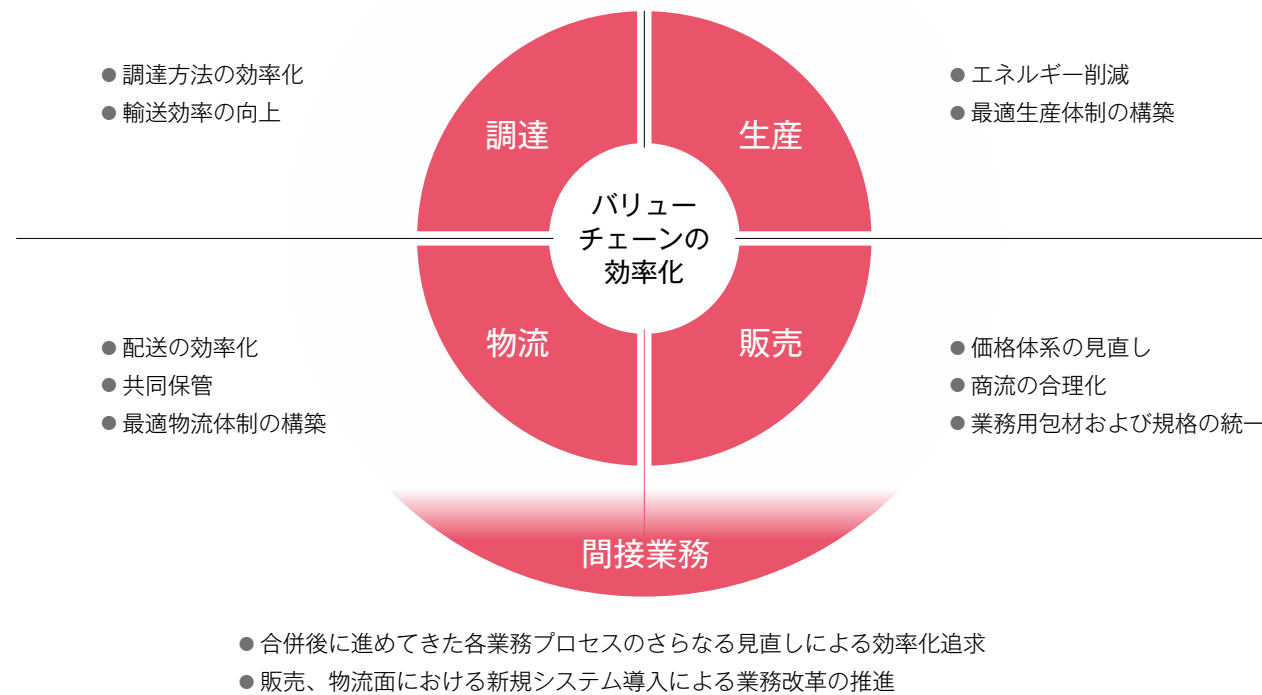 ● 調達方法の効率化
● 輸送効率の向上
調達
生産
● エネルギー削減
● 最適生産体制の構築
バリュー
チェーンの
効率化
● 配送の効率化
● 共同保管
● 最適物流体制の構築
物流
販売
● 価格体系の見直し
● 商流の合理化
● 業務用包材および規格の統一
間接業務
● 合併後に進めてきた各業務プロセスのさらなる見直しによる効率化追求
● 販売、物流面における新規システム導入による業務改革の推進